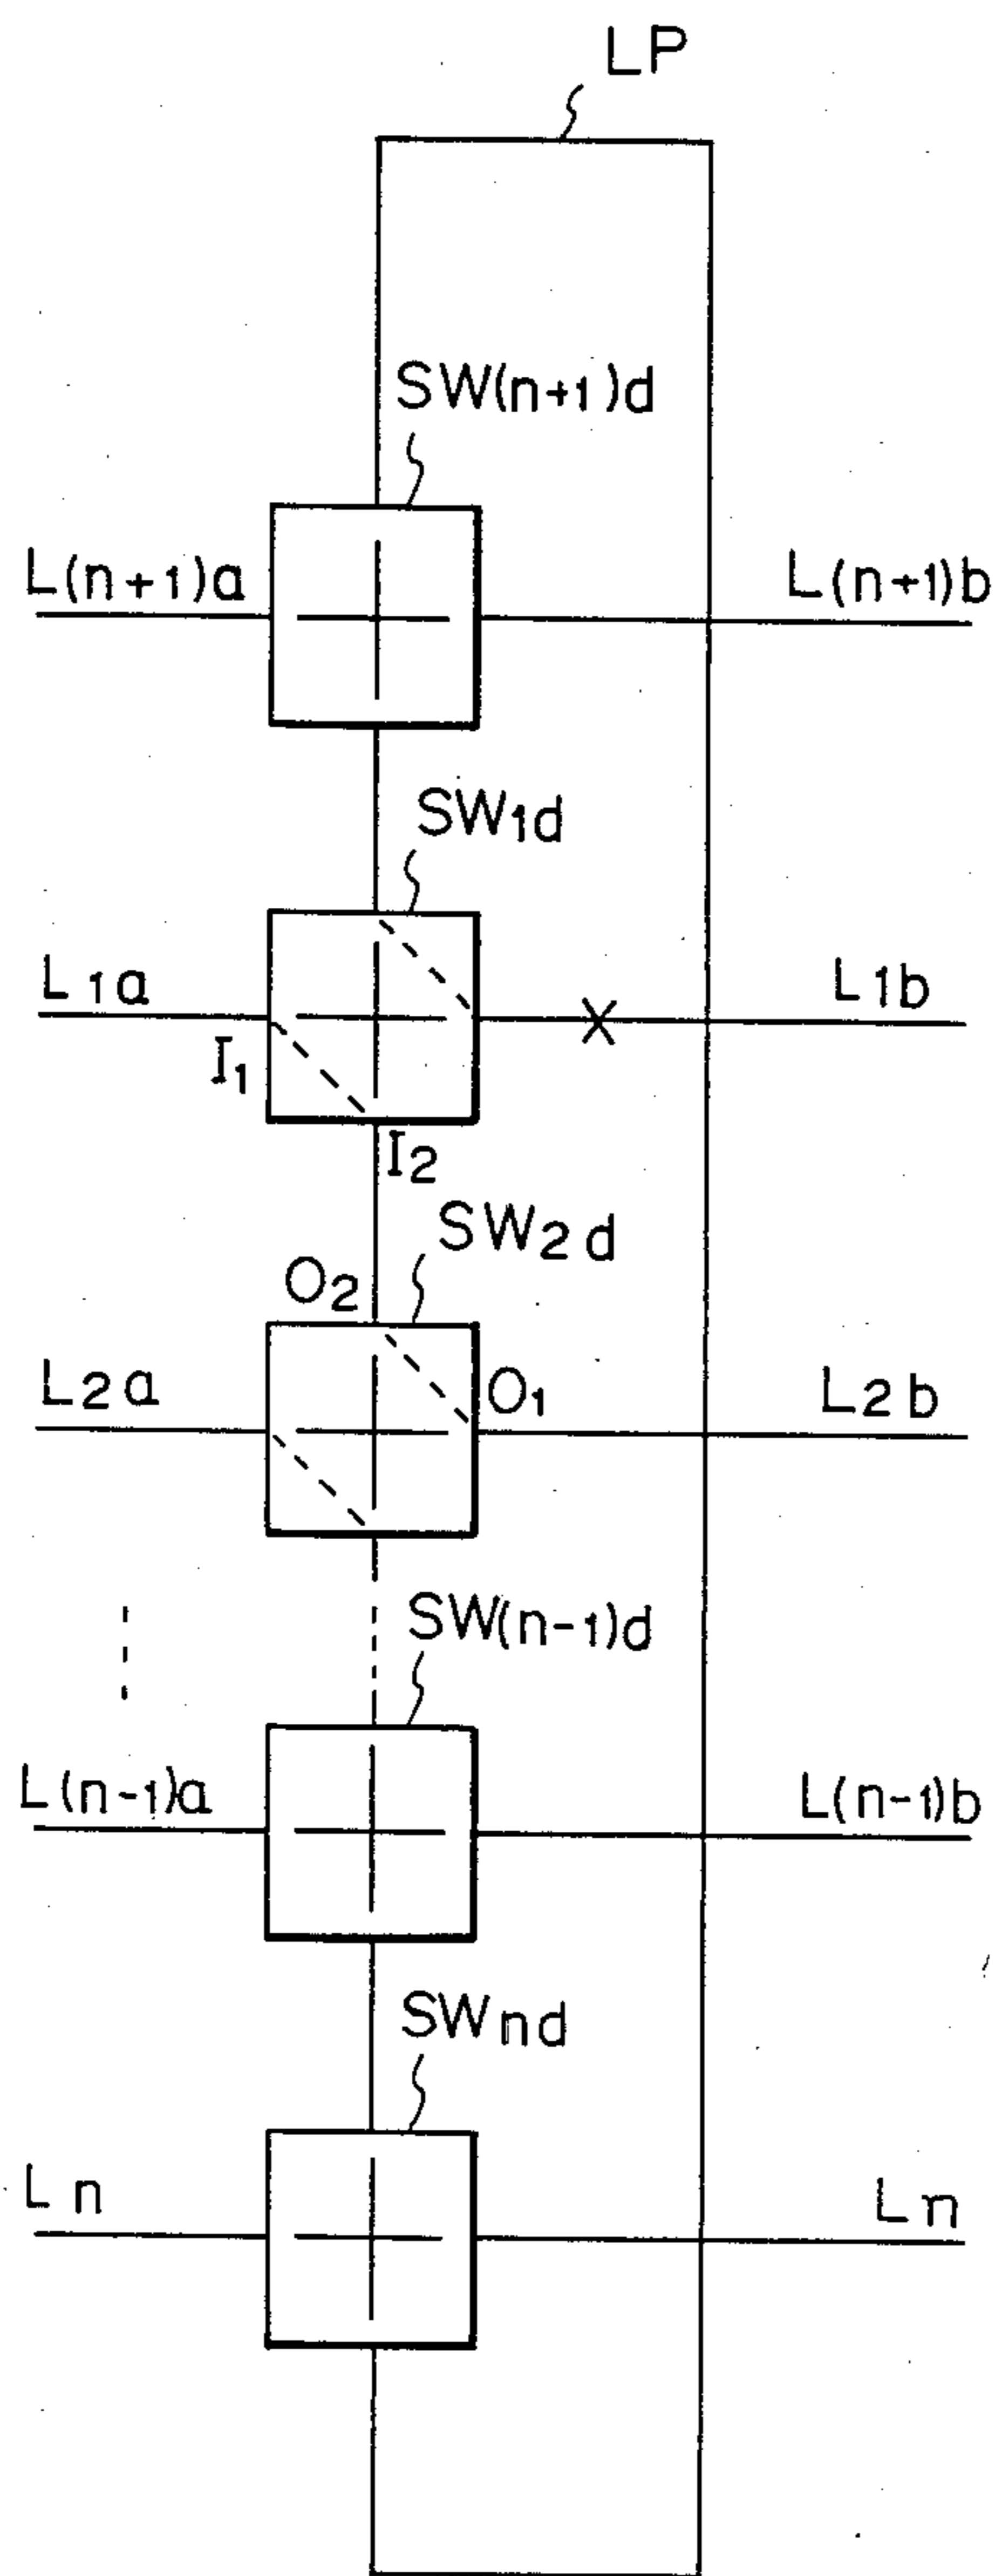 LP
SW(n+1)d
L(n+1)a
L(n+1)b
SW1d
L1a
L1b
I1
I2
SW2d
O2
L2a
O1
L2b
SW(n-1)d
L(n-1)a
L(n-1)b
SWnd
Ln
Ln